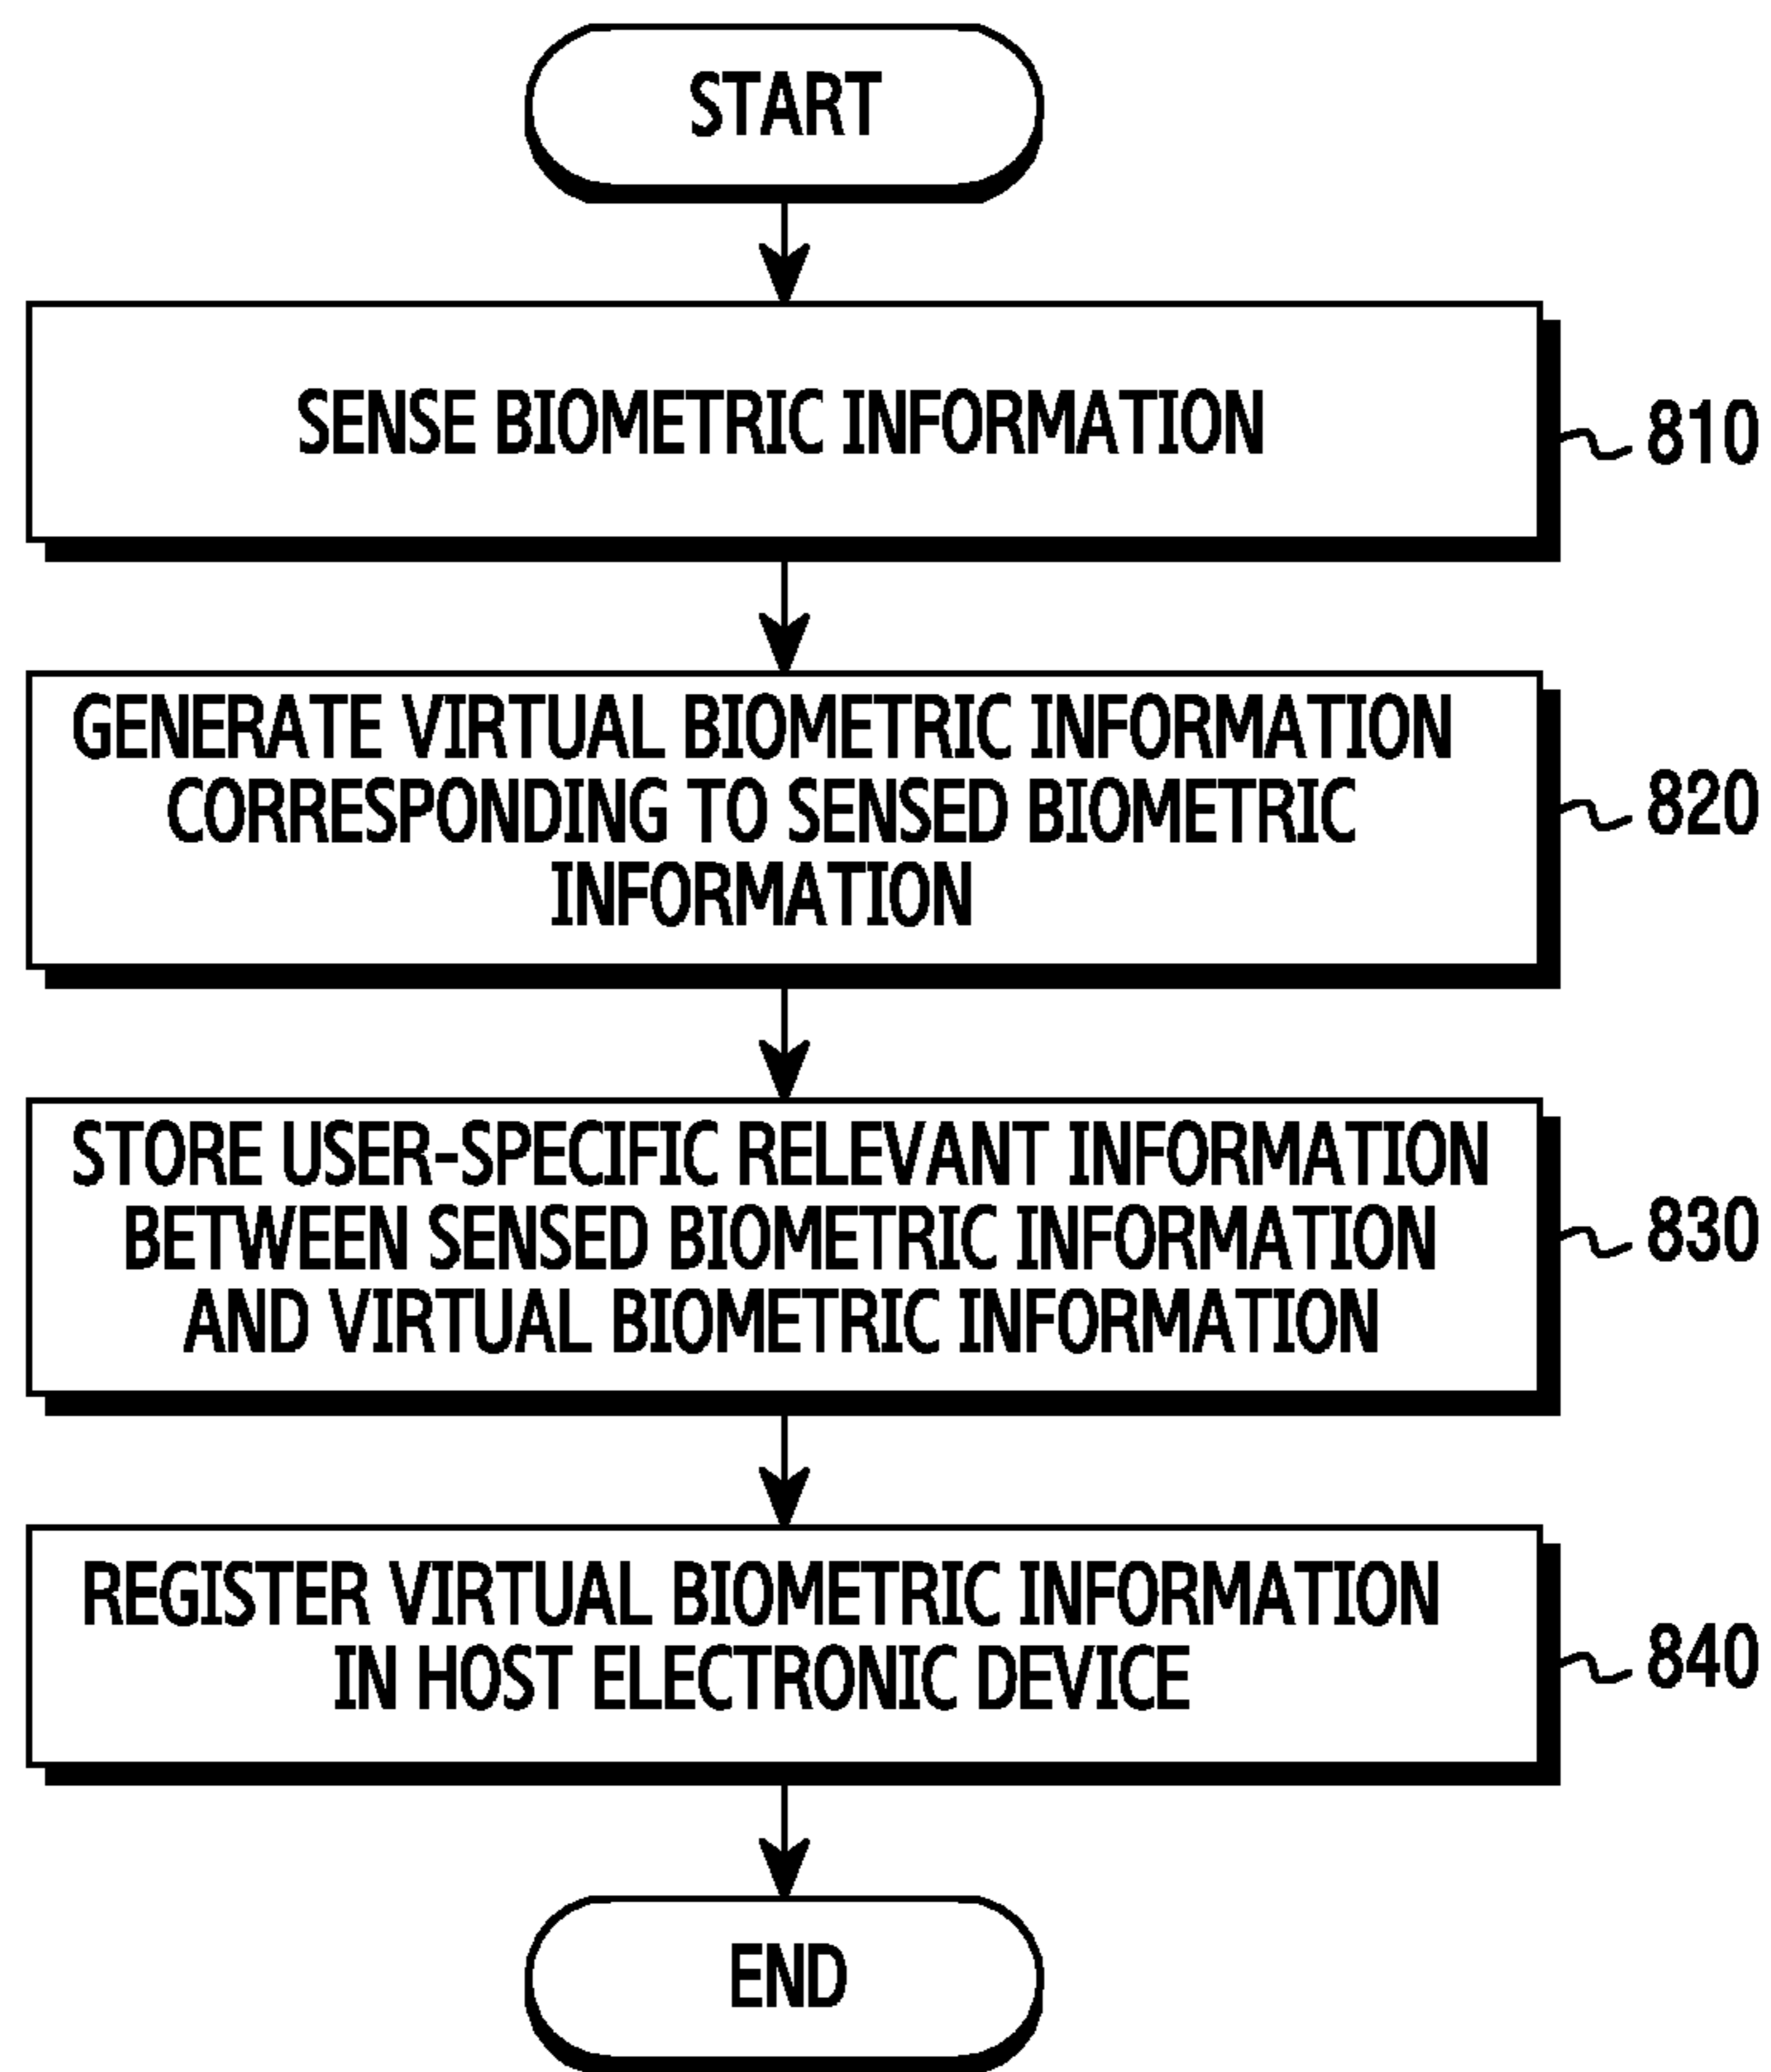 START
SENSE BIOMETRIC INFORMATION
810
GENERATE VIRTUAL BIOMETRIC INFORMATION
CORRESPONDING TO SENSED BIOMETRIC
INFORMATION
820
STORE USER-SPECIFIC RELEVANT INFORMATION
BETWEEN SENSED BIOMETRIC INFORMATION
AND VIRTUAL BIOMETRIC INFORMATION
830
REGISTER VIRTUAL BIOMETRIC INFORMATION
IN HOST ELECTRONIC DEVICE
840
END